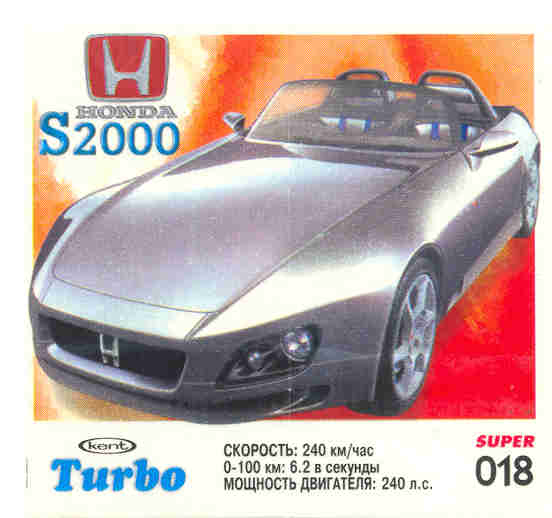 HONDA
S2000
kent
Turbo
СКОРОСТЬ: 240 км/час
0-100 км: 6.2 в секунды
МОЩНОСТЬ ДВИГАТЕЛЯ: 240 л.с.
SUPER
018